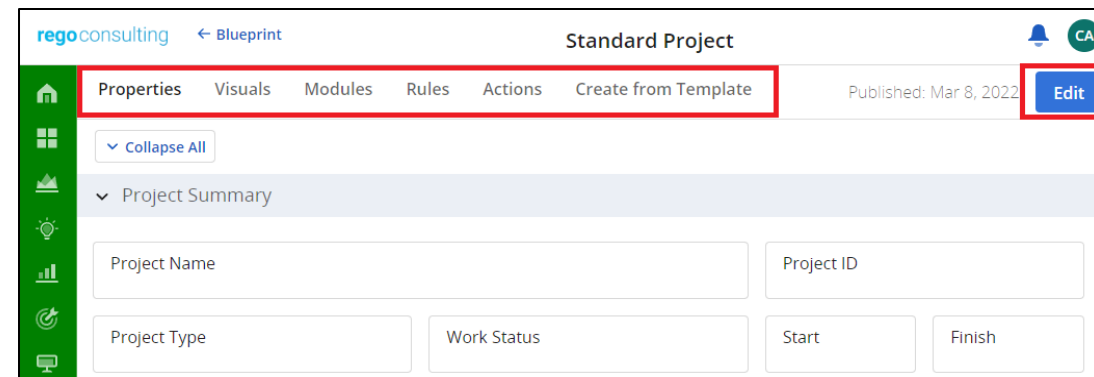 regoconsulting ← Blueprint Standard Project CA
Properties Visuals Modules Rules Actions Create from Template Published: Mar 8, 2022 Edit
Collapse All
Project Summary
Project Name Project ID
Project Type Work Status Start Finish